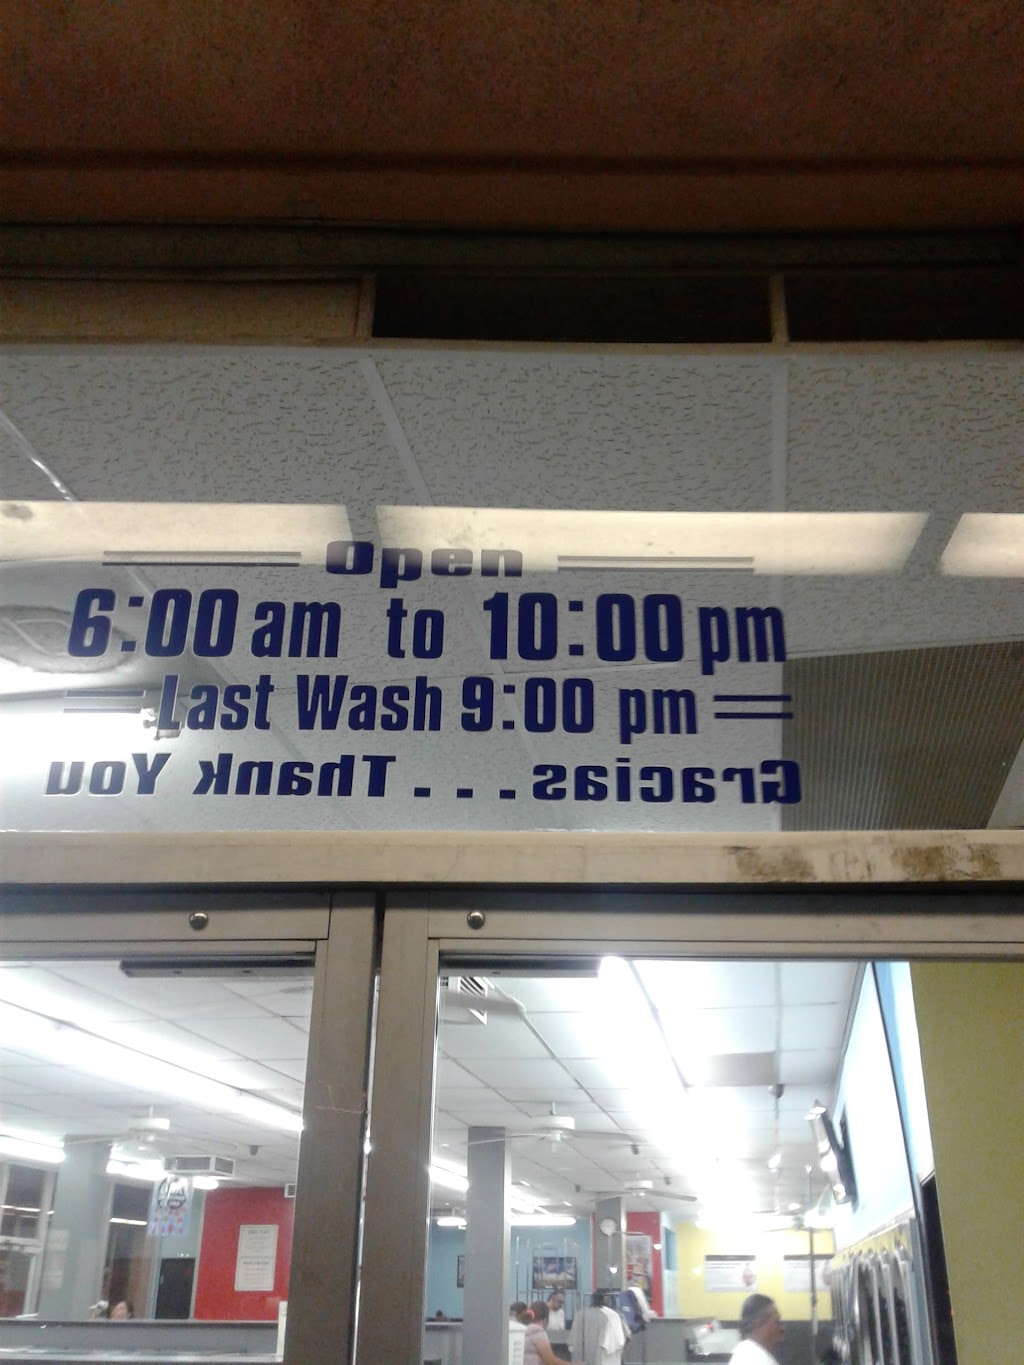 Open
6:00 am to 10:00 pm
Last Wash 9:00 pm
Gracias . . . Thank You